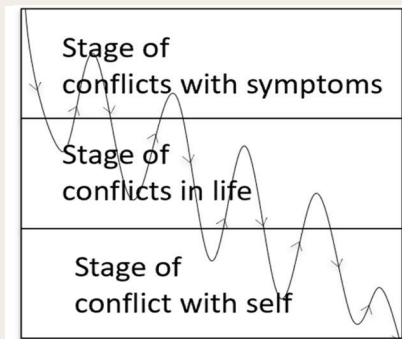 Stage of
conflicts with symptoms
Stage of
conflicts in life
Stage of
conflict with self